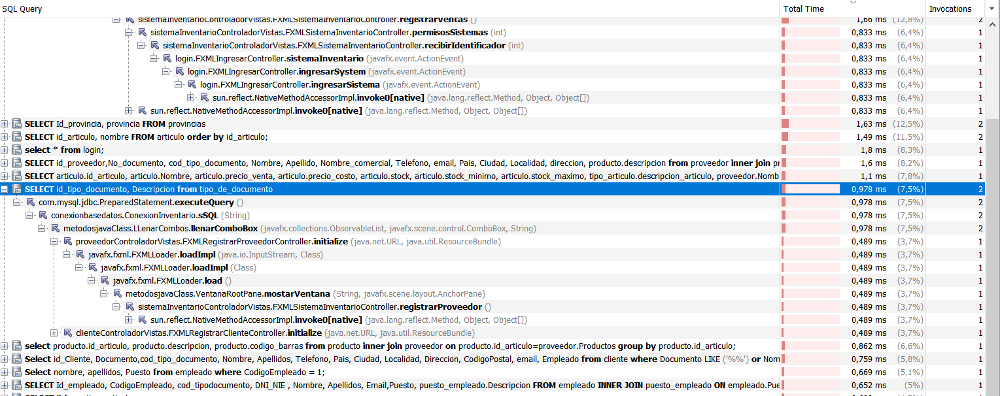 SQL Query Total Time Invocations
sistemaInventarioControladorVistas.FXMLSistemaInventarioController.registrarVentas () 1,66 ms (12,8%) 2
sistemaInventarioControladorVistas.FXMLSistemaInventarioController.permisosSistemas (int) 0,833 ms (6,4%) 1
sistemaInventarioControladorVistas.FXMLSistemaInventarioController.recibirIdentificador (int) 0,833 ms (6,4%) 1
login.FXMLIngresarController.sistemaInventario (javafx.event.ActionEvent) 0,833 ms (6,4%) 1
login.FXMLIngresarController.ingresarSystem (javafx.event.ActionEvent) 0,833 ms (6,4%) 1
login.FXMLIngresarController.ingresarSistema (javafx.event.ActionEvent) 0,833 ms (6,4%) 1
sun.reflect.NativeMethodAccessorImpl.invoke0[native] (java.lang.reflect.Method, Object, Object[]) 0,833 ms (6,4%) 1
sun.reflect.NativeMethodAccessorImpl.invoke0[native] (java.lang.reflect.Method, Object, Object[]) 0,833 ms (6,4%) 1
SELECT Id_provincia, provincia FROM provincias 1,63 ms (12,5%) 2
SELECT id_articulo, nombre FROM articulo order by id_articulo; 1,49 ms (11,5%) 2
select * from login; 1,8 ms (8,3%) 1
SELECT id_proveedor,No_documento, cod_tipo_documento, Nombre, Apellido, Nombre_comercial, Telefono, email, Pais, Ciudad, Localidad, direccion, producto.descripcion from proveedor inner join pr 1,6 ms (8,2%) 1
SELECT articulo.id_articulo, articulo.Nombre, articulo.precio_venta, articulo.precio_costo, articulo.stock, articulo.stock_minimo, articulo.stock_maximo, tipo_articulo.descripcion_articulo, proveedor.Nomb 1,1 ms (7,8%) 1
SELECT id_tipo_documento, Descripcion from tipo_de_documento 0,978 ms (7,5%) 2
com.mysql.jdbc.PreparedStatement.executeQuery () 0,978 ms (7,5%) 2
conexionbasedatos.ConexionInventario.sSQL (String) 0,978 ms (7,5%) 2
metodosjavaClass.LLenarCombos.llenarComboBox (javafx.collections.ObservableList, javafx.scene.control.ComboBox, String) 0,978 ms (7,5%) 2
proveedorControladorVistas.FXMLRegistrarProveedorController.initialize (java.net.URL, java.util.ResourceBundle) 0,489 ms (3,7%) 1
javafx.fxml.FXMLLoader.loadImpl (java.io.InputStream, Class) 0,489 ms (3,7%) 1
javafx.fxml.FXMLLoader.loadImpl (Class) 0,489 ms (3,7%) 1
javafx.fxml.FXMLLoader.load () 0,489 ms (3,7%) 1
metodosjavaClass.VentanaRootPane.mostarVentana (String, javafx.scene.layout.AnchorPane) 0,489 ms (3,7%) 1
sistemaInventarioControladorVistas.FXMLSistemaInventarioController.registrarProveedor () 0,489 ms (3,7%) 1
sun.reflect.NativeMethodAccessorImpl.invoke0[native] (java.lang.reflect.Method, Object, Object[]) 0,489 ms (3,7%) 1
clienteControladorVistas.FXMLRegistrarClienteController.initialize (java.net.URL, java.util.ResourceBundle) 0,489 ms (3,7%) 1
select producto.id_articulo, producto.descripcion, producto.codigo_barras from producto inner join proveedor on producto.id_articulo=proveedor.Productos group by producto.id_articulo; 0,862 ms (6,6%) 1
Select id_Cliente, Documento,cod_tipo_documento, Nombre, Apellidos, Telefono, Pais, Ciudad, Localidad, Direccion, CodigoPostal, email, Empleado from cliente where Documento LIKE ('%%') or Nom 0,759 ms (5,8%) 1
Select nombre, apellidos, Puesto from empleado where CodigoEmpleado = 1; 0,669 ms (5,1%) 1
SELECT Id_empleado, CodigoEmpleado, cod_tipodocumento, DNI_NIE , Nombre, Apellidos, Email,Puesto, puesto_empleado.Descripcion FROM empleado INNER JOIN puesto_empleado ON empleado.Pue 0,652 ms (5%) 1